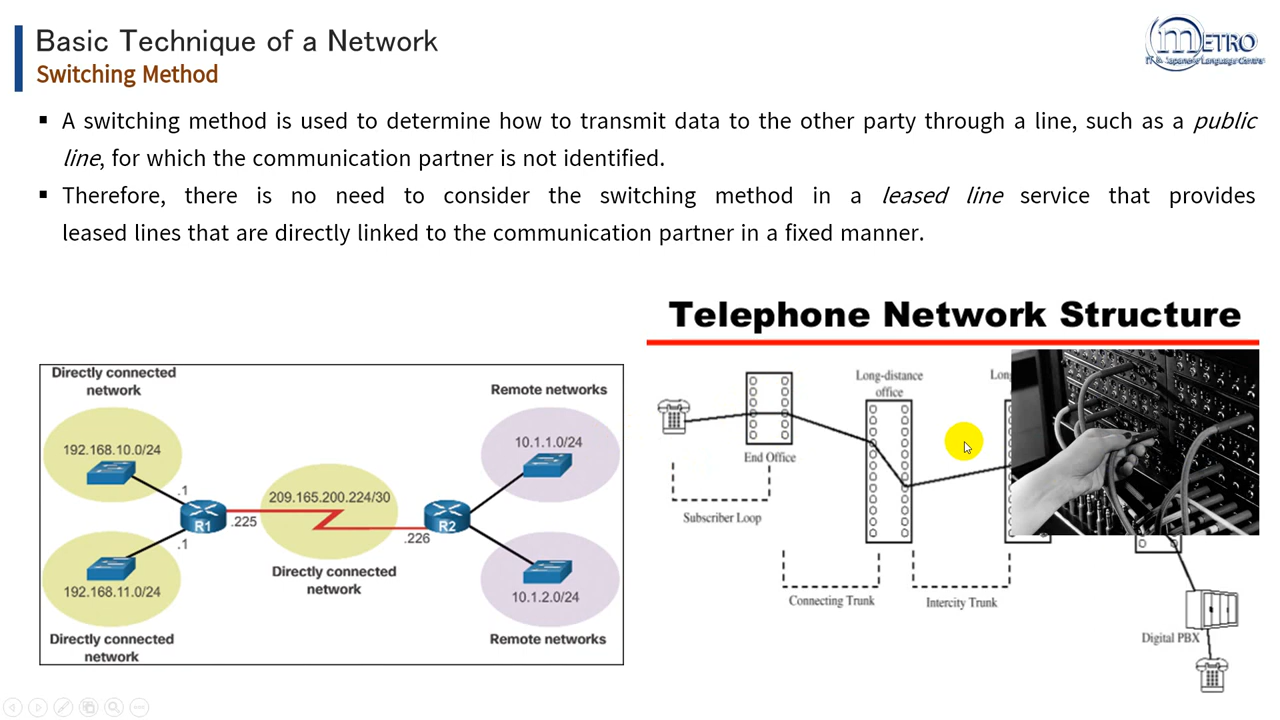 Basic Technique of a Network
Switching Method
METRO
IT & Japanese Language Centre
▪ A switching method is used to determine how to transmit data to the other party through a line, such as a public
line, for which the communication partner is not identified.
▪ Therefore, there is no need to consider the switching method in a leased line service that provides
leased lines that are directly linked to the communication partner in a fixed manner.
Directly connected
network
192.168.10.0/24
.1
R1
.225
.1
192.168.11.0/24
Directly connected
network
209.165.200.224/30
Directly connected
network
.226
R2
Remote networks
10.1.1.0/24
10.1.2.0/24
Remote networks
Telephone Network Structure
End Office
Subscriber Loop
Long-distance
office
Lon
Connecting Trunk
Intercity Trunk
Digital PBX